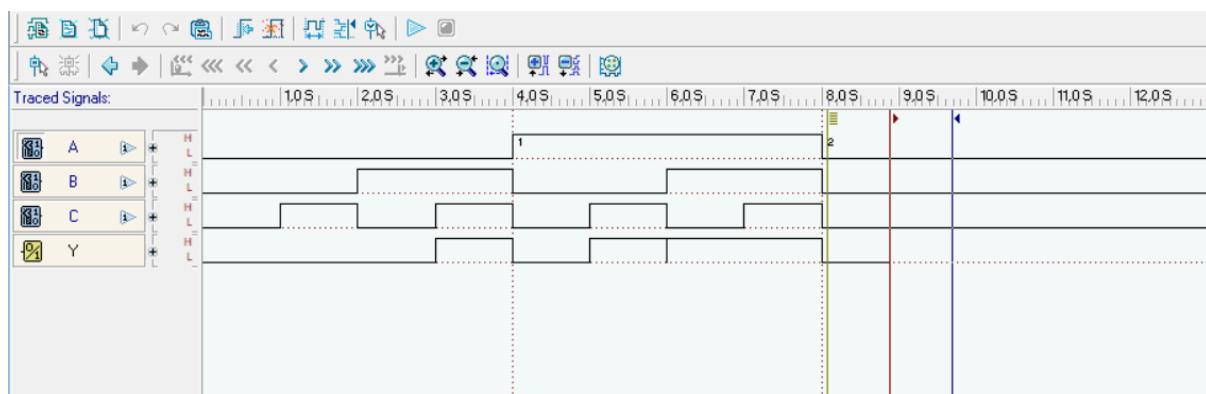 Traced Signals:
1,0S 2,0S 3,0S 4,0S 5,0S 6,0S 7,0S 8,0S 9,0S 10,0S 11,0S 12,0S
A H L 1 2
B H L
C H L
Y H L